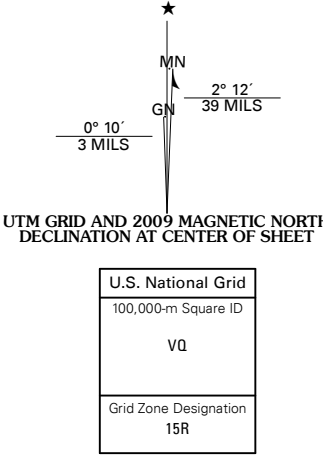 ★
MN
GN
2° 12´
39 MILS
0° 10´
3 MILS
UTM GRID AND 2009 MAGNETIC NORTH
DECLINATION AT CENTER OF SHEET
U.S. National Grid
100,000-m Square ID
VQ
Grid Zone Designation
15R